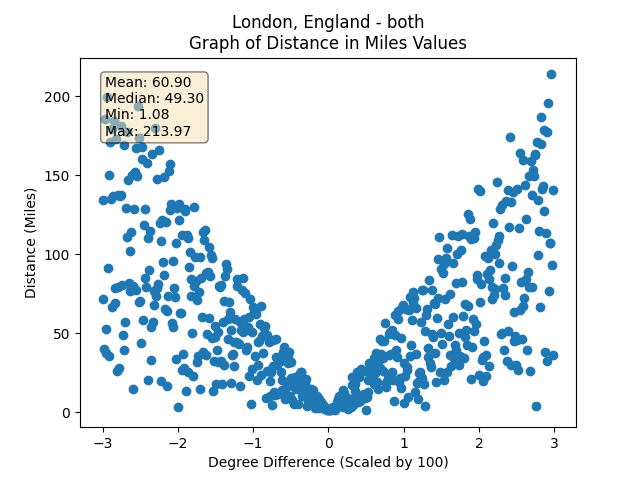 London, England - both
Graph of Distance in Miles Values
Mean: 60.90
Median: 49.30
Min: 1.08
Max: 213.97
200
150
100
50
0
Distance (Miles)
−3 −2 −1 0 1 2 3
Degree Difference (Scaled by 100)